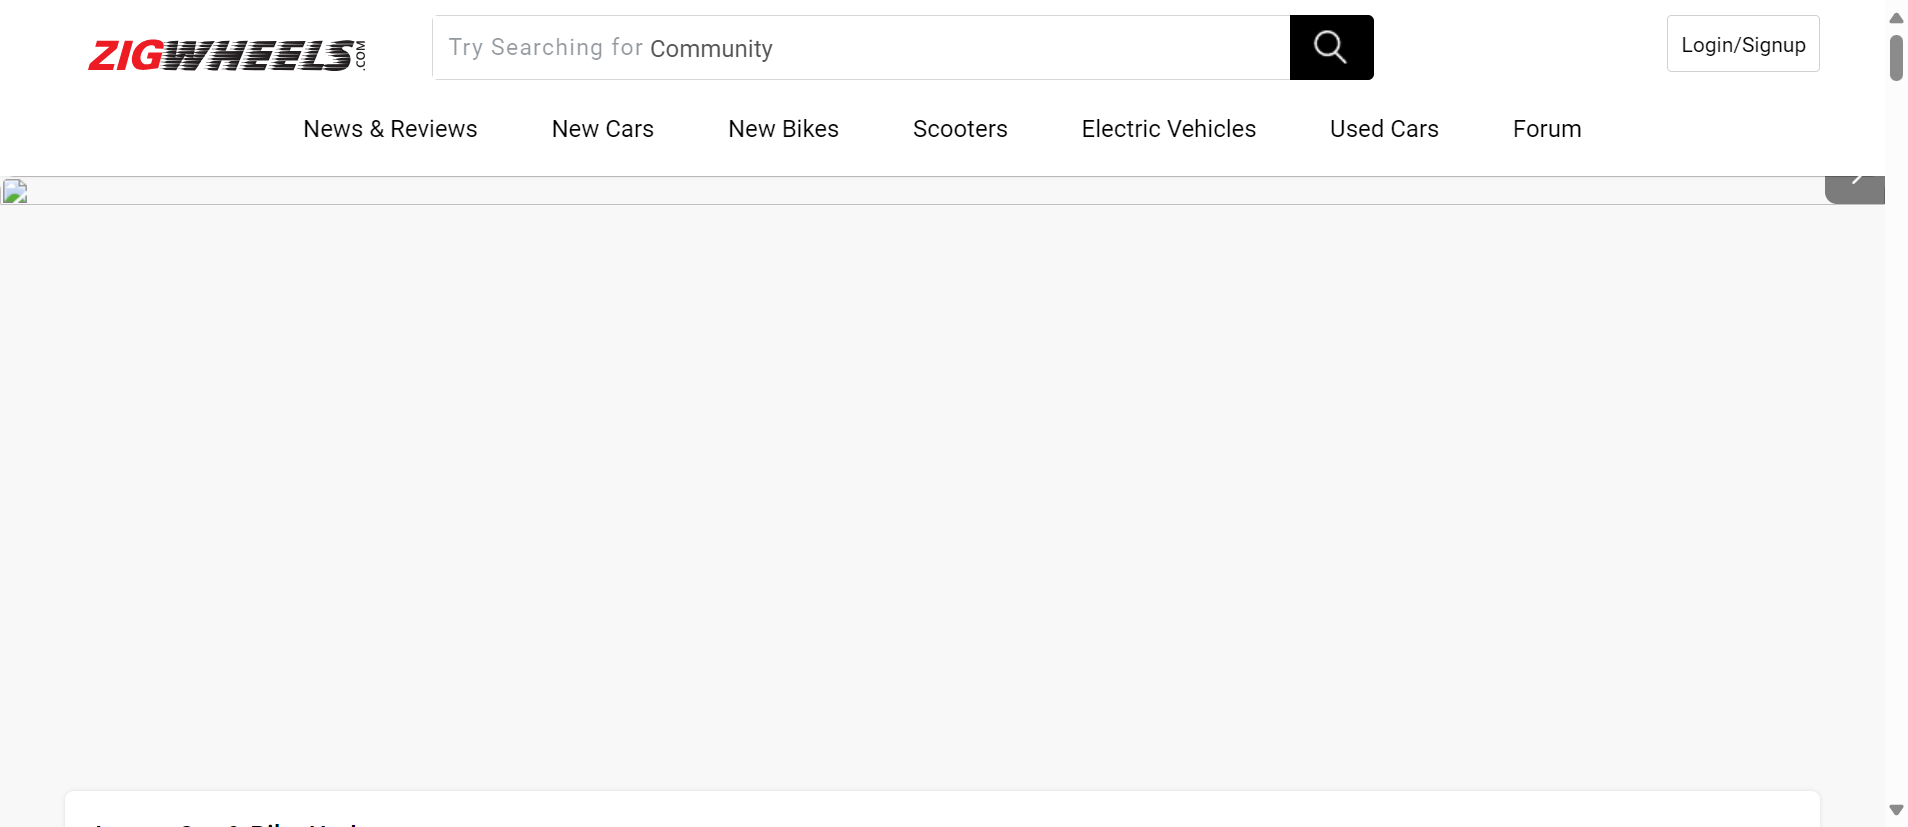 ZIGWHEELS.COM
Try Searching for Community
Login/Signup
News & Reviews
New Cars
New Bikes
Scooters
Electric Vehicles
Used Cars
Forum